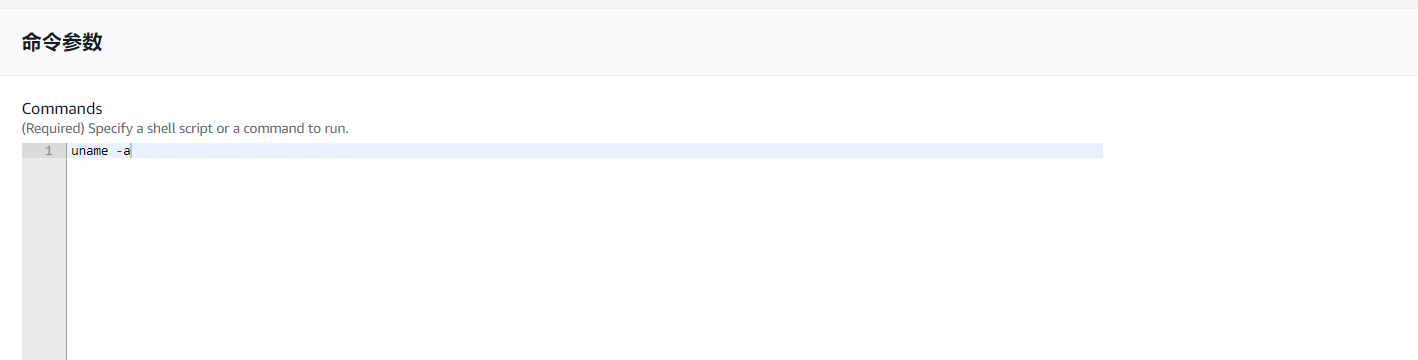 命令参数
Commands
(Required) Specify a shell script or a command to run.
1 uname -a